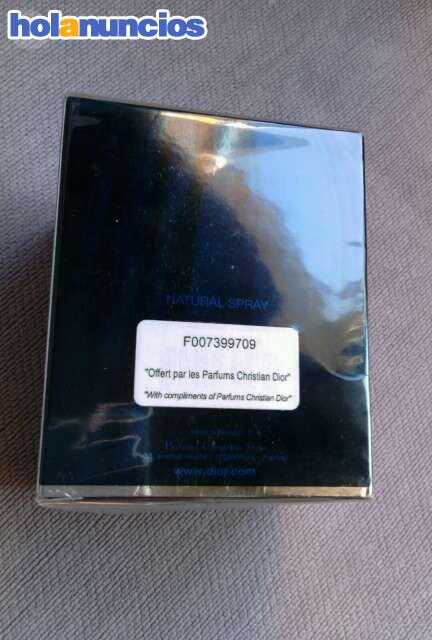 holanuncios
NATURAL SPRAY
F007399709
"Offert par les Parfums Christian Dior"
"With compliments of Parfums Christian Dior"
www.dior.com